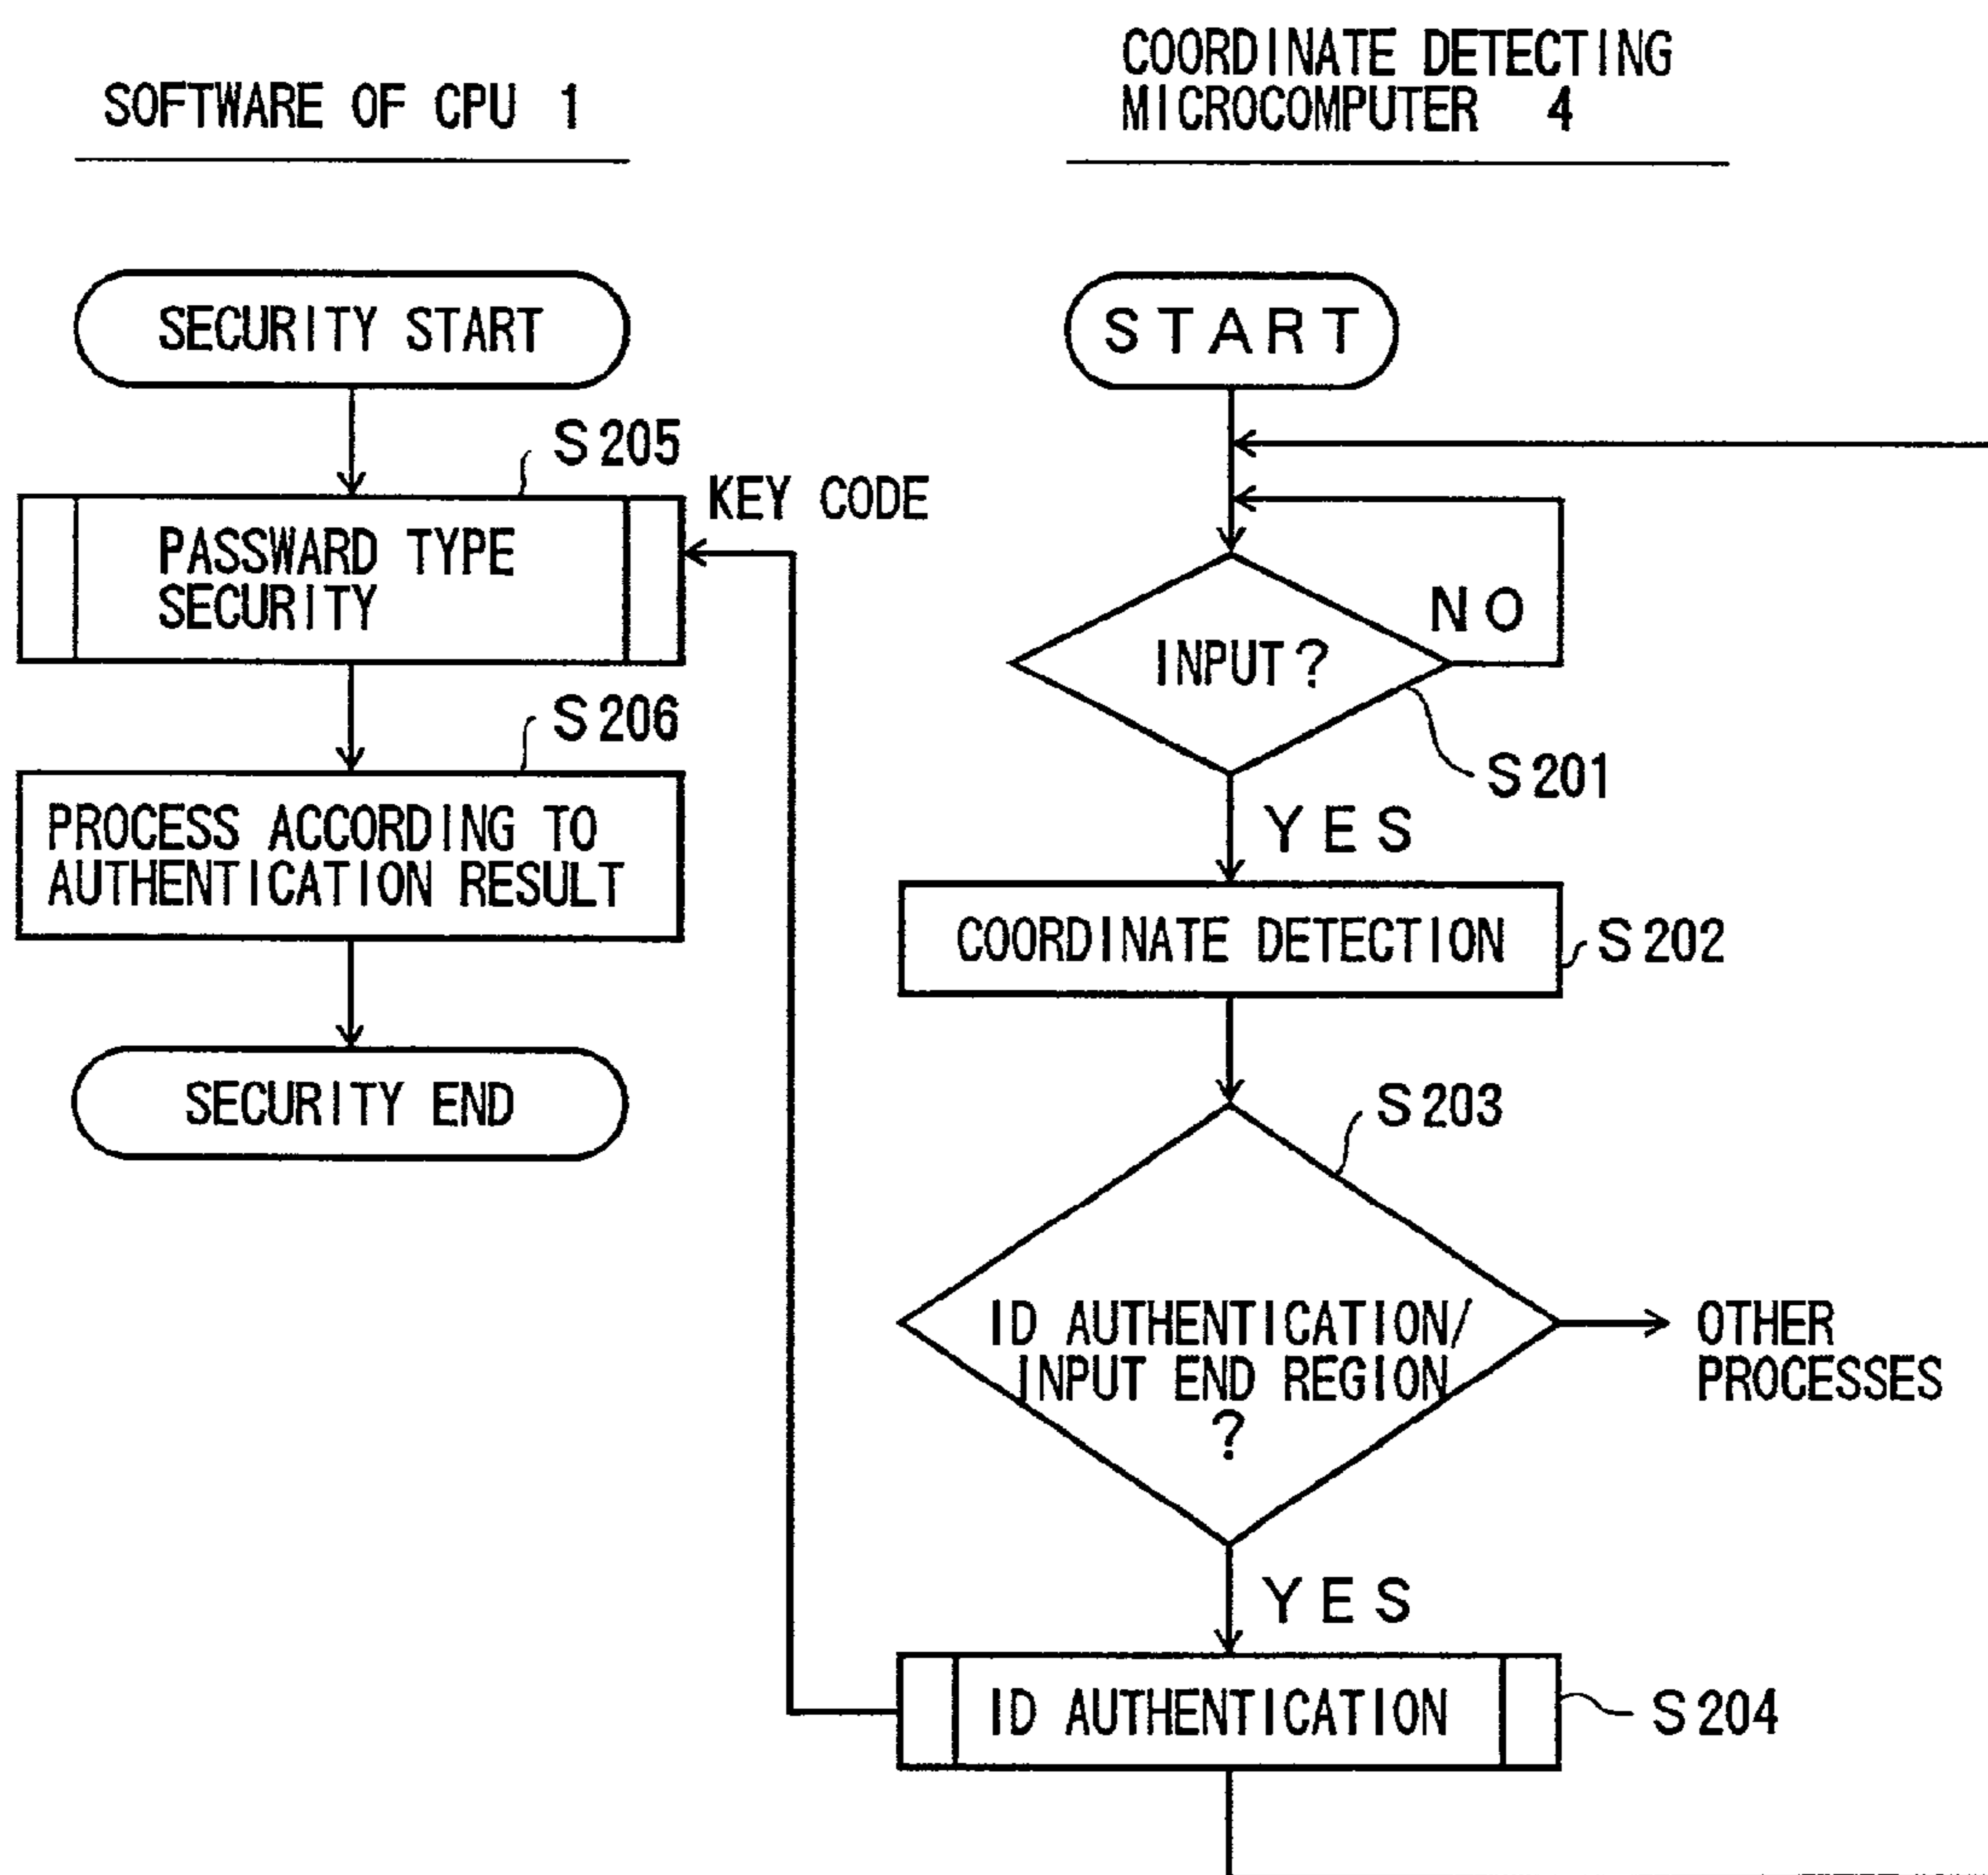 SOFTWARE OF CPU 1
COORDINATE DETECTING
MICROCOMPUTER 4
SECURITY START
S205
PASSWARD TYPE
SECURITY
KEY CODE
S206
PROCESS ACCORDING TO
AUTHENTICATION RESULT
SECURITY END
START
INPUT?
NO
S201
YES
COORDINATE DETECTION
S202
S203
ID AUTHENTICATION/
INPUT END REGION
?
OTHER
PROCESSES
YES
ID AUTHENTICATION
S204